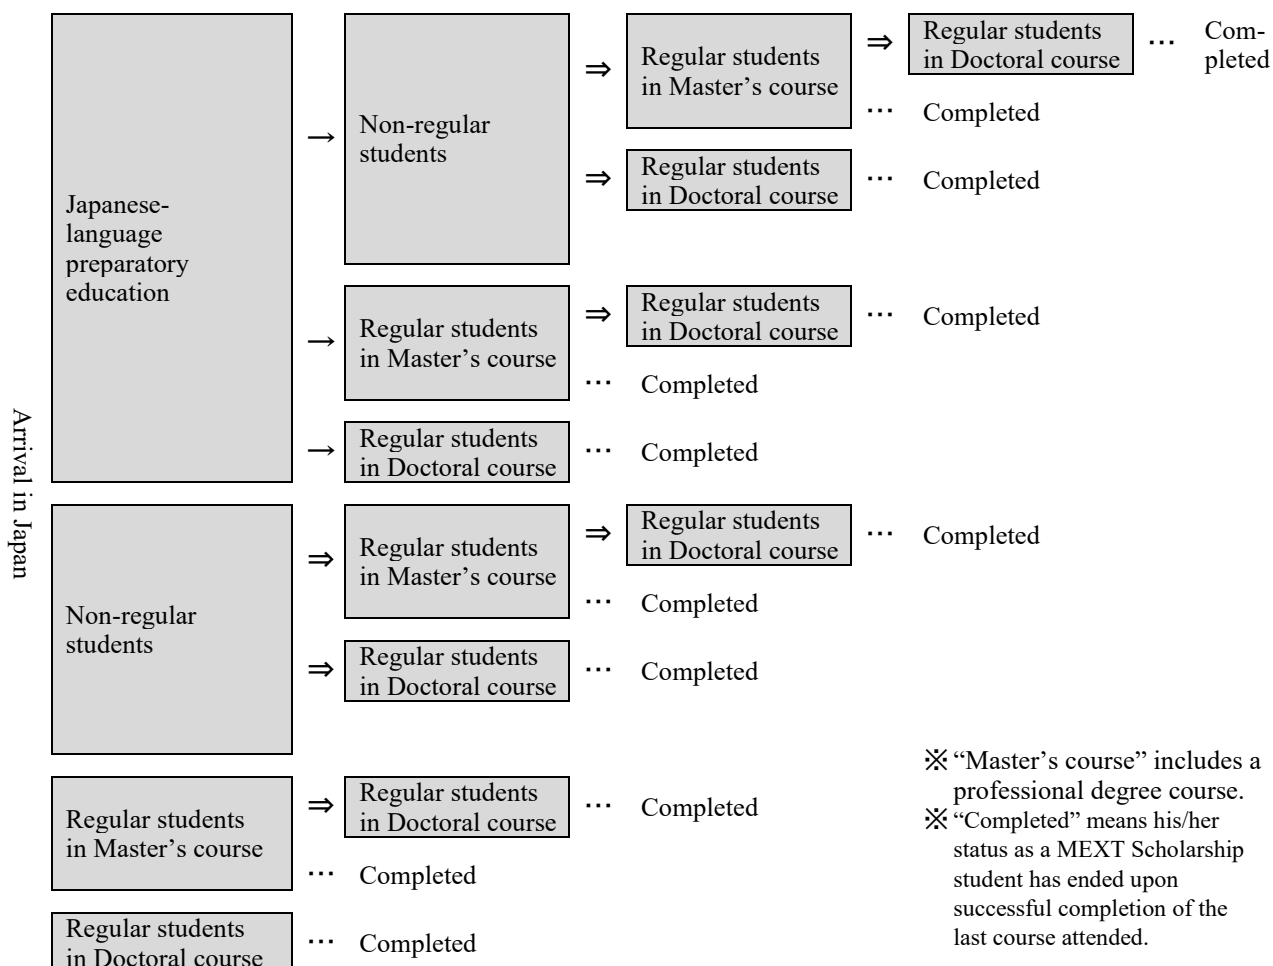 Arrival in Japan
Japanese-
language
preparatory
education
→
Non-regular
students
⇒
Regular students
in Master’s course
⇒
Regular students
in Doctoral course
…
Com-
pleted
…
Completed
⇒
Regular students
in Doctoral course
…
Completed
→
Regular students
in Master’s course
⇒
Regular students
in Doctoral course
…
Completed
…
Completed
→
Regular students
in Doctoral course
…
Completed
Non-regular
students
⇒
Regular students
in Master’s course
⇒
Regular students
in Doctoral course
…
Completed
…
Completed
⇒
Regular students
in Doctoral course
…
Completed
Regular students
in Master’s course
⇒
Regular students
in Doctoral course
…
Completed
…
Completed
Regular students
in Doctoral course
…
Completed
※ “Master’s course” includes a
professional degree course.
※ “Completed” means his/her
status as a MEXT Scholarship
student has ended upon
successful completion of the
last course attended.